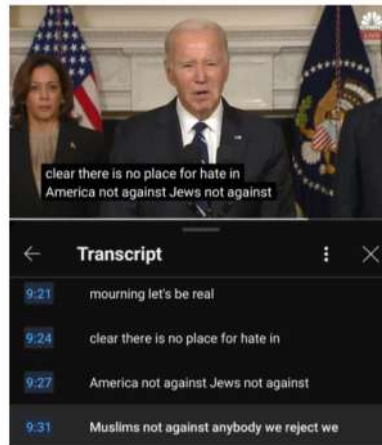 LIVE
clear there is no place for hate in
America not against Jews not against
Transcript
9:21 mourning let's be real
9:24 clear there is no place for hate in
9:27 America not against Jews not against
9:31 Muslims not against anybody we reject we